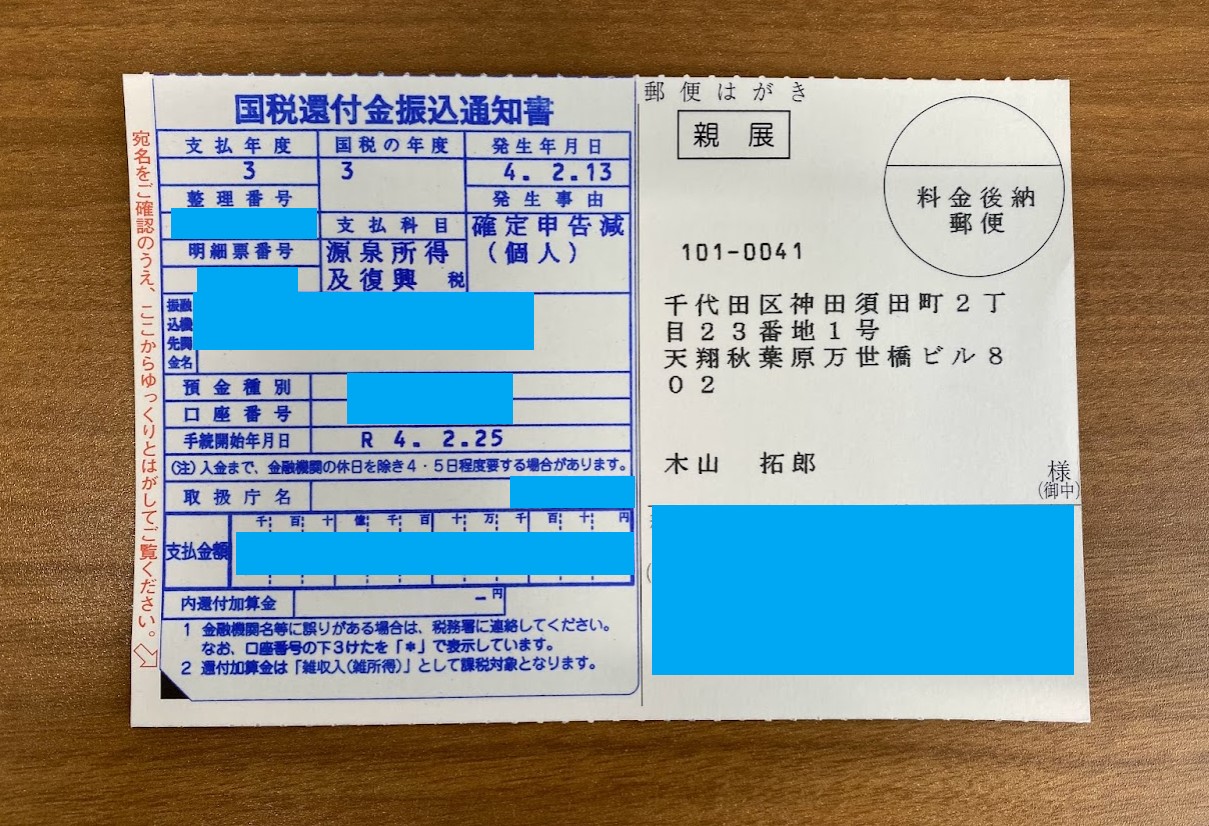 宛名をご確認のうえ、ここからゆっくりとはがしてご覧ください。
国税還付金振込通知書
支払年度
国税の年度
発生年月日
3
3
4. 2.13
整理番号
発生事由
支払科目
確定申告減
(個人)
明細票番号
源泉所得
及復興 税
振込先金融機関名
預金種別
口座番号
手続開始年月日
R 4. 2.25
(注)入金まで、金融機関の休日を除き4・5日程度要する場合があります。
取扱庁名
千 百 十 億 千 百 十 万 千 百 十 円
支払金額
内還付加算金
― 円
1 金融機関名等に誤りがある場合は、税務署に連絡してください。
なお、口座番号の下3けたを「*」で表示しています。
2 還付加算金は「雑収入(雑所得)」として課税対象となります。
郵便はがき
親展
料金後納
郵便
101-0041
千代田区神田須田町2丁
目23番地1号
天翔秋葉原万世橋ビル8
02
木山 拓郎
様
(御中)